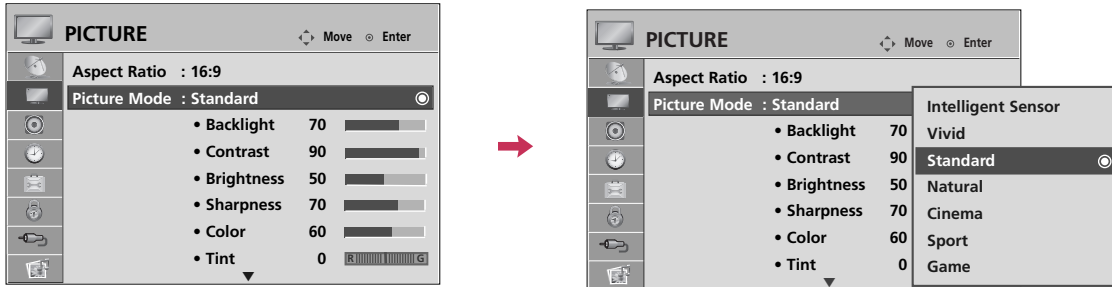 PICTURE Move Enter
Aspect Ratio : 16:9
Picture Mode : Standard
• Backlight 70
• Contrast 90
• Brightness 50
• Sharpness 70
• Color 60
• Tint 0 R G
PICTURE Move Enter
Aspect Ratio : 16:9
Picture Mode : Standard
• Backlight 70
• Contrast 90
• Brightness 50
• Sharpness 70
• Color 60
• Tint 0
Intelligent Sensor
Vivid
Standard
Natural
Cinema
Sport
Game